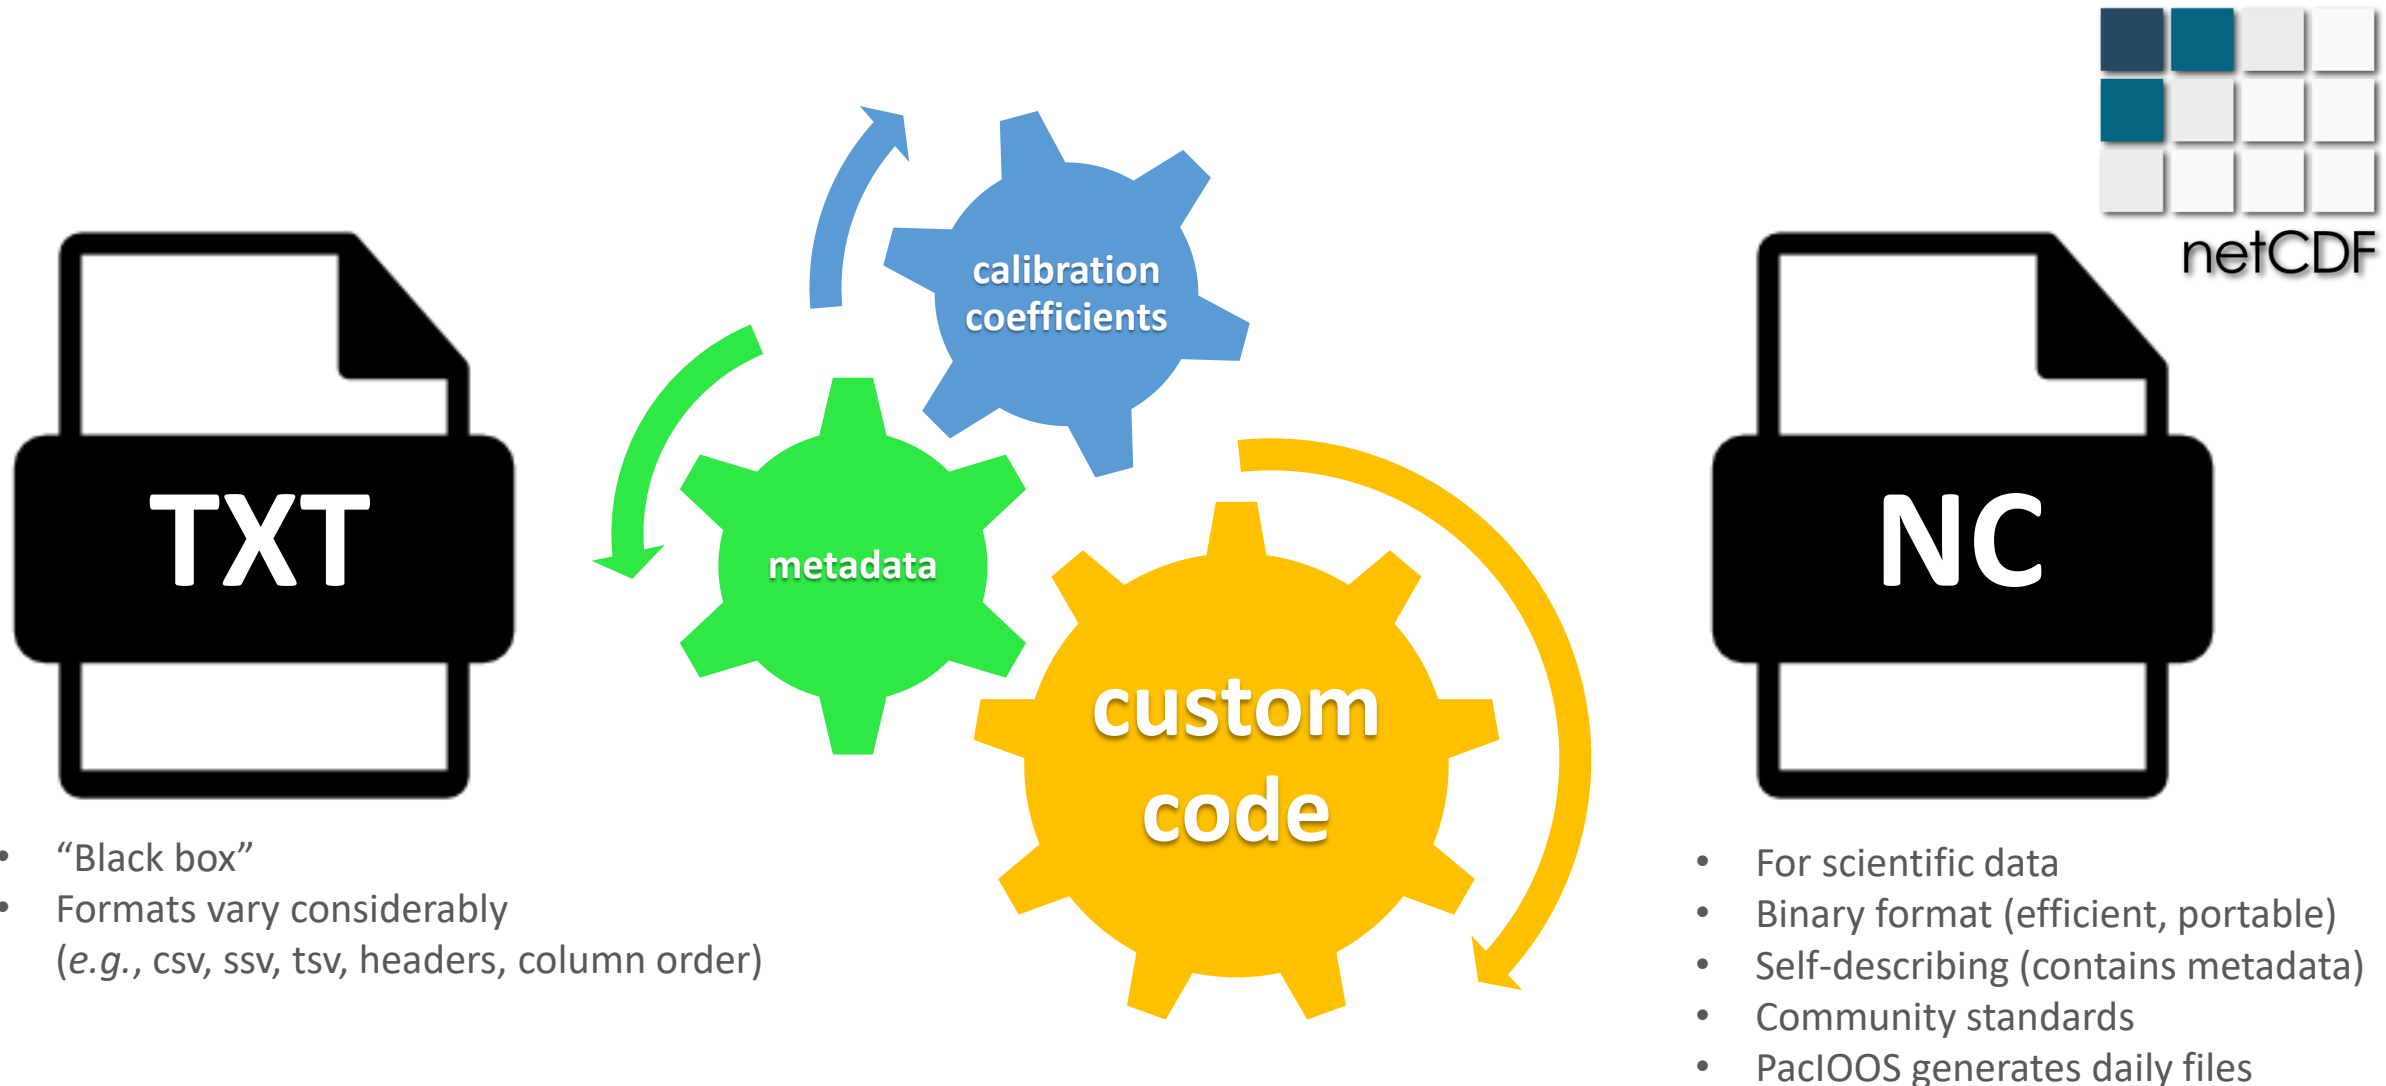 netCDF
calibration
coefficients
TXT
metadata
NC
custom
code
• “Black box”
• Formats vary considerably
(e.g., csv, ssv, tsv, headers, column order)
• For scientific data
• Binary format (efficient, portable)
• Self-describing (contains metadata)
• Community standards
• PacIOOS generates daily files